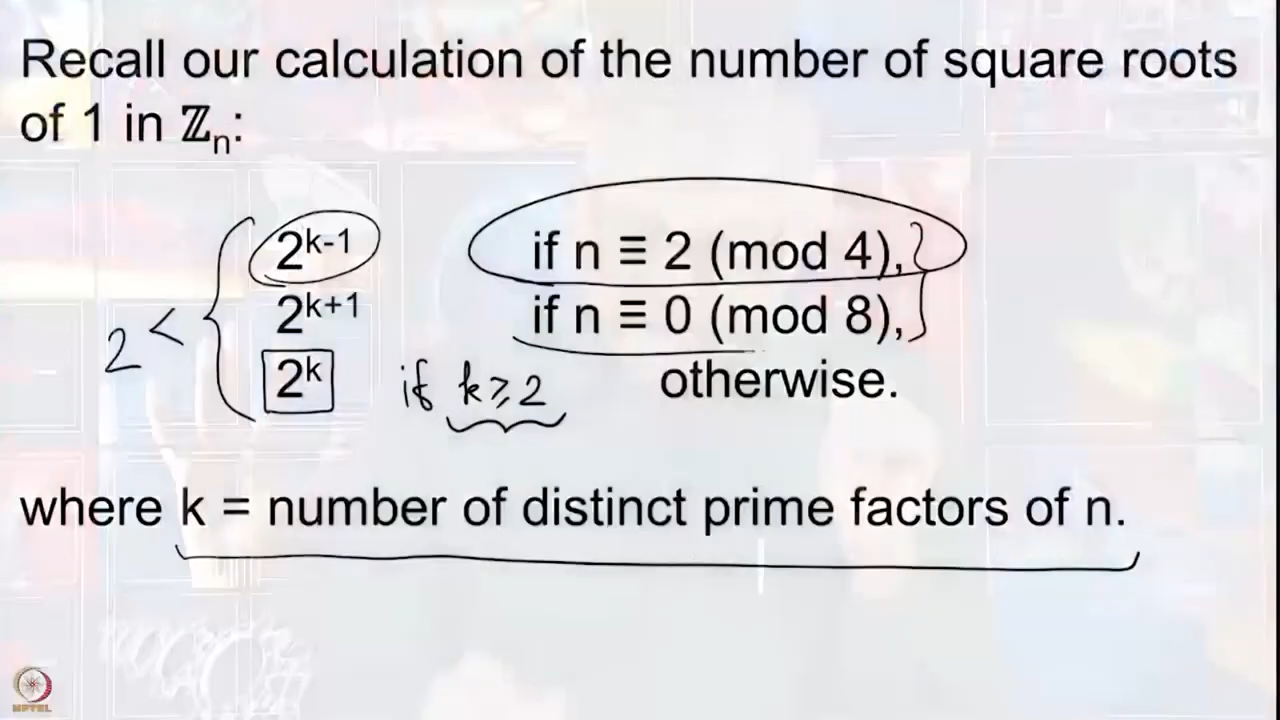 Recall our calculation of the number of square roots
of 1 in ℤₙ:
2ᵏ⁻¹ if n ≡ 2 (mod 4),
2 < 2ᵏ⁺¹ if n ≡ 0 (mod 8),
2ᵏ if k ≥ 2 otherwise.
where k = number of distinct prime factors of n.
NPTEL